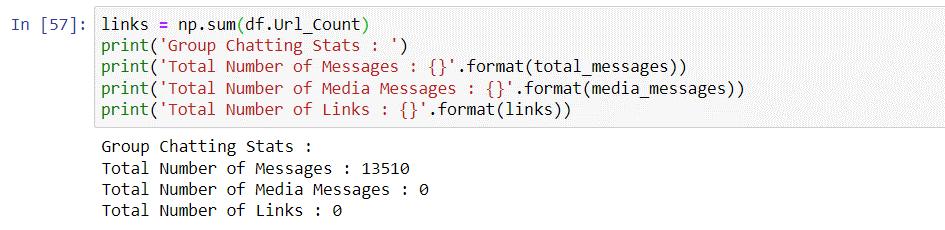 In [57]: links = np.sum(df.Url_Count)
print('Group Chatting Stats : ')
print('Total Number of Messages : {}'.format(total_messages))
print('Total Number of Media Messages : {}'.format(media_messages))
print('Total Number of Links : {}'.format(links))
Group Chatting Stats :
Total Number of Messages : 13510
Total Number of Media Messages : 0
Total Number of Links : 0